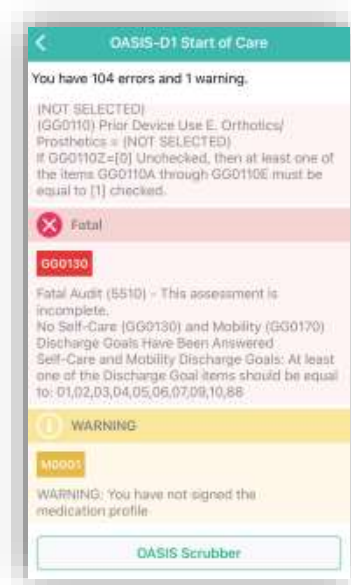 OASIS-D1 Start of Care
You have 104 errors and 1 warning.
(NOT SELECTED)
(GG0110) Prior Device Use E. Orthotics/
Prosthetics = (NOT SELECTED)
If GG0110Z=[0] Unchecked, then at least one of
the items GG0110A through GG0110E must be
equal to [1] checked.
Fatal
GG0130
Fatal Audit (5510) - This assessment is
incomplete.
No Self-Care (GG0130) and Mobility (GG0170)
Discharge Goals Have Been Answered
Self-Care and Mobility Discharge Goals: At least
one of the Discharge Goal items should be equal
to: 01,02,03,04,05,06,07,09,10,88
WARNING
M0001
WARNING: You have not signed the
medication profile
OASIS Scrubber